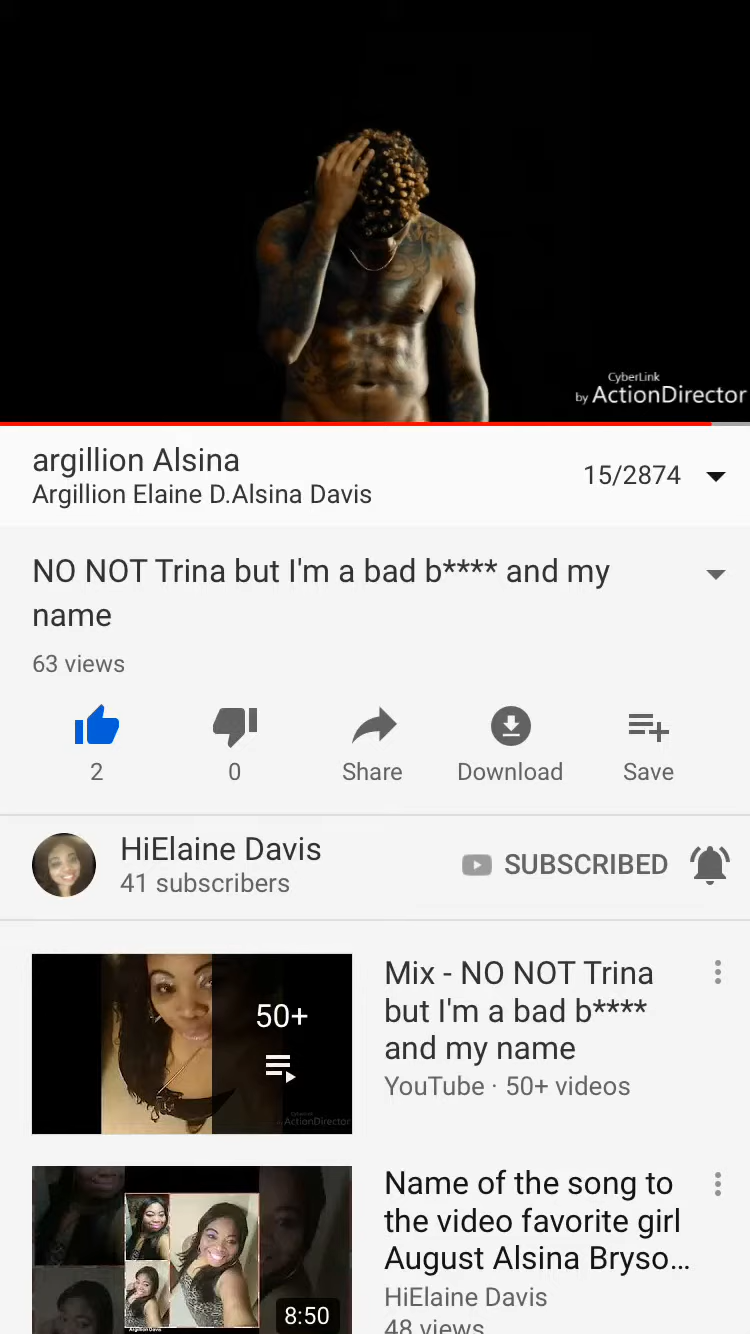 CyberLink
by ActionDirector
argillion Alsina
15/2874
Argillion Elaine D.Alsina Davis
NO NOT Trina but I'm a bad b**** and my
name
63 views
2
0
Share
Download
Save
HiElaine Davis
41 subscribers
SUBSCRIBED
50+
ActionDirector
Mix - NO NOT Trina
but I'm a bad b****
and my name
YouTube · 50+ videos
8:50
Name of the song to
the video favorite girl
August Alsina Bryso...
HiElaine Davis
48 views